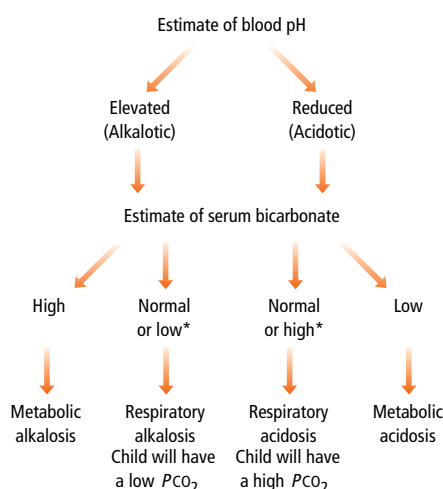 Estimate of blood pH
Elevated
(Alkalotic)
Reduced
(Acidotic)
Estimate of serum bicarbonate
High
Normal
or low*
Normal
or high*
Low
Metabolic
alkalosis
Respiratory
alkalosis
Child will have
a low PCO₂
Respiratory
acidosis
Child will have
a high PCO₂
Metabolic
acidosis